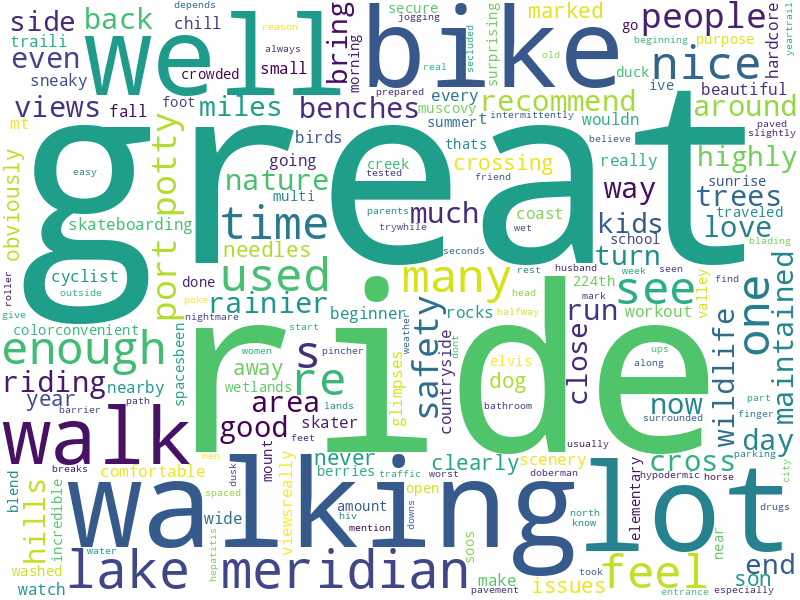 great
ride
bike
well
walking
lot
walk
lake meridian
time
many
see
one
used
enough
feel
re
s
nice
people
side
back
even
views
miles
benches
recommend
around
highly
trees
love
way
kids
turn
run
close
safety
much
nature
rainier
port potty
bring
riding
area
good
hills
cross
now
day
end
son
wildlife
maintained
year
nearby
away
dog
never
clearly
crossing
creek
coast
needles
skateboarding
cyclist
obviously
sneaky
traili
chill
crowded
small
fall
foot
mt
marked
secure
jogging
surprising
go
purpose
hardcore
beautiful
duck
ive
muscovy
every
summer
t
intermittently
wouldn
thats
birds
going
multi
really
believe
sunrise
traveled
school
paved
slightly
beginning
yeartrail
prepared
real
old
secluded
always
reason
depends
morning
easy
outside
tested
friend
parents
trywhile
wet
seconds
rest
husband
week
seen
find
blading
done
poke
nightmare
roller
give
colorconvenient
spacesbeen
beginner
rocks
224th
workout
valley
start
weather
head
halfway
mark
dont
elvis
ups
along
women
pincher
glimpses
countryside
bathroom
wetlands
lands
skater
feet
mount
barrier
path
berries
men
viewsreally
usually
surrounded
finger
part
parking
city
scenery
worst
traffic
doberman
open
hypodermic
horse
elementary
near
drugs
comfortable
breaks
spaced
dusk
amount
hiv
mention
downs
wide
blend
incredible
washed
watch
water
hepatitis
soos
make
pavement
issues
took
north
know
entrance
especially